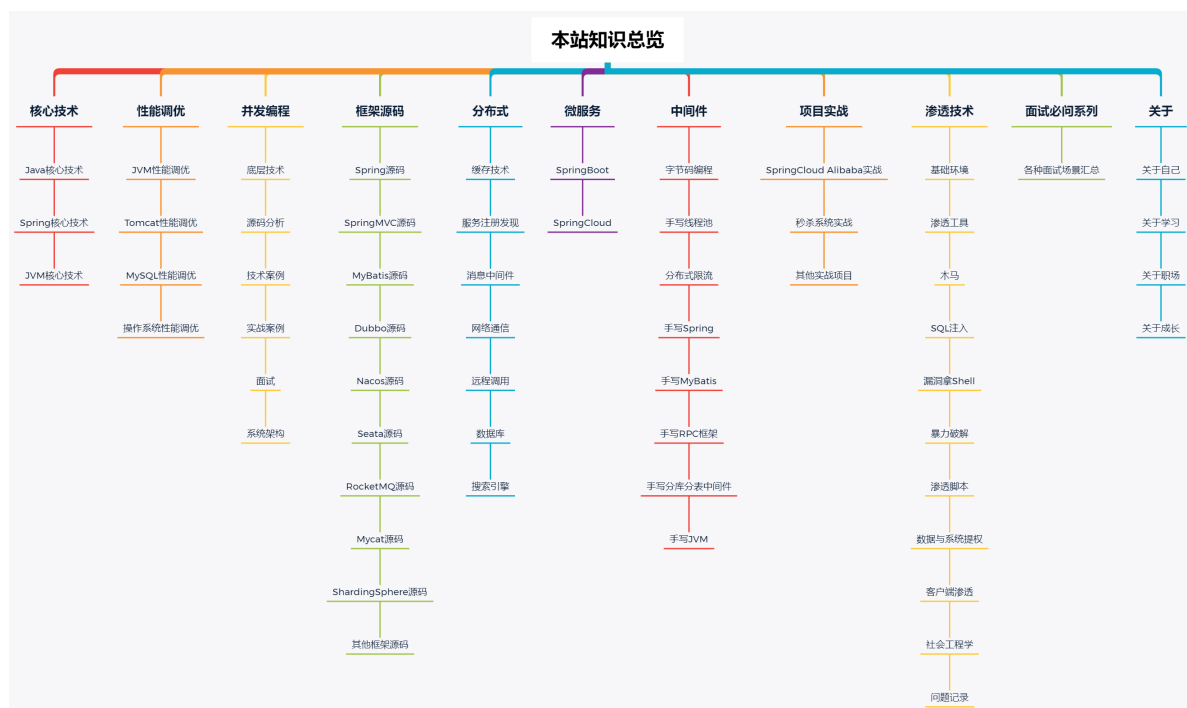 本站知识总览
核心技术
Java核心技术
Spring核心技术
JVM核心技术
性能调优
JVM性能调优
Tomcat性能调优
MySQL性能调优
操作系统性能调优
并发编程
底层技术
源码分析
技术案例
实战案例
面试
系统架构
框架源码
Spring源码
SpringMVC源码
MyBatis源码
Dubbo源码
Nacos源码
Seata源码
RocketMQ源码
Mycat源码
ShardingSphere源码
其他框架源码
分布式
缓存技术
服务注册发现
消息中间件
网络通信
远程调用
数据库
搜索引擎
微服务
SpringBoot
SpringCloud
中间件
字节码编程
手写线程池
分布式限流
手写Spring
手写MyBatis
手写RPC框架
手写分库分表中间件
手写JVM
项目实战
SpringCloud Alibaba实战
秒杀系统实战
其他实战项目
渗透技术
基础环境
渗透工具
木马
SQL注入
漏洞拿Shell
暴力破解
渗透脚本
数据与系统提权
客户端渗透
社会工程学
问题记录
面试必问系列
各种面试场景汇总
关于
关于自己
关于学习
关于职场
关于成长